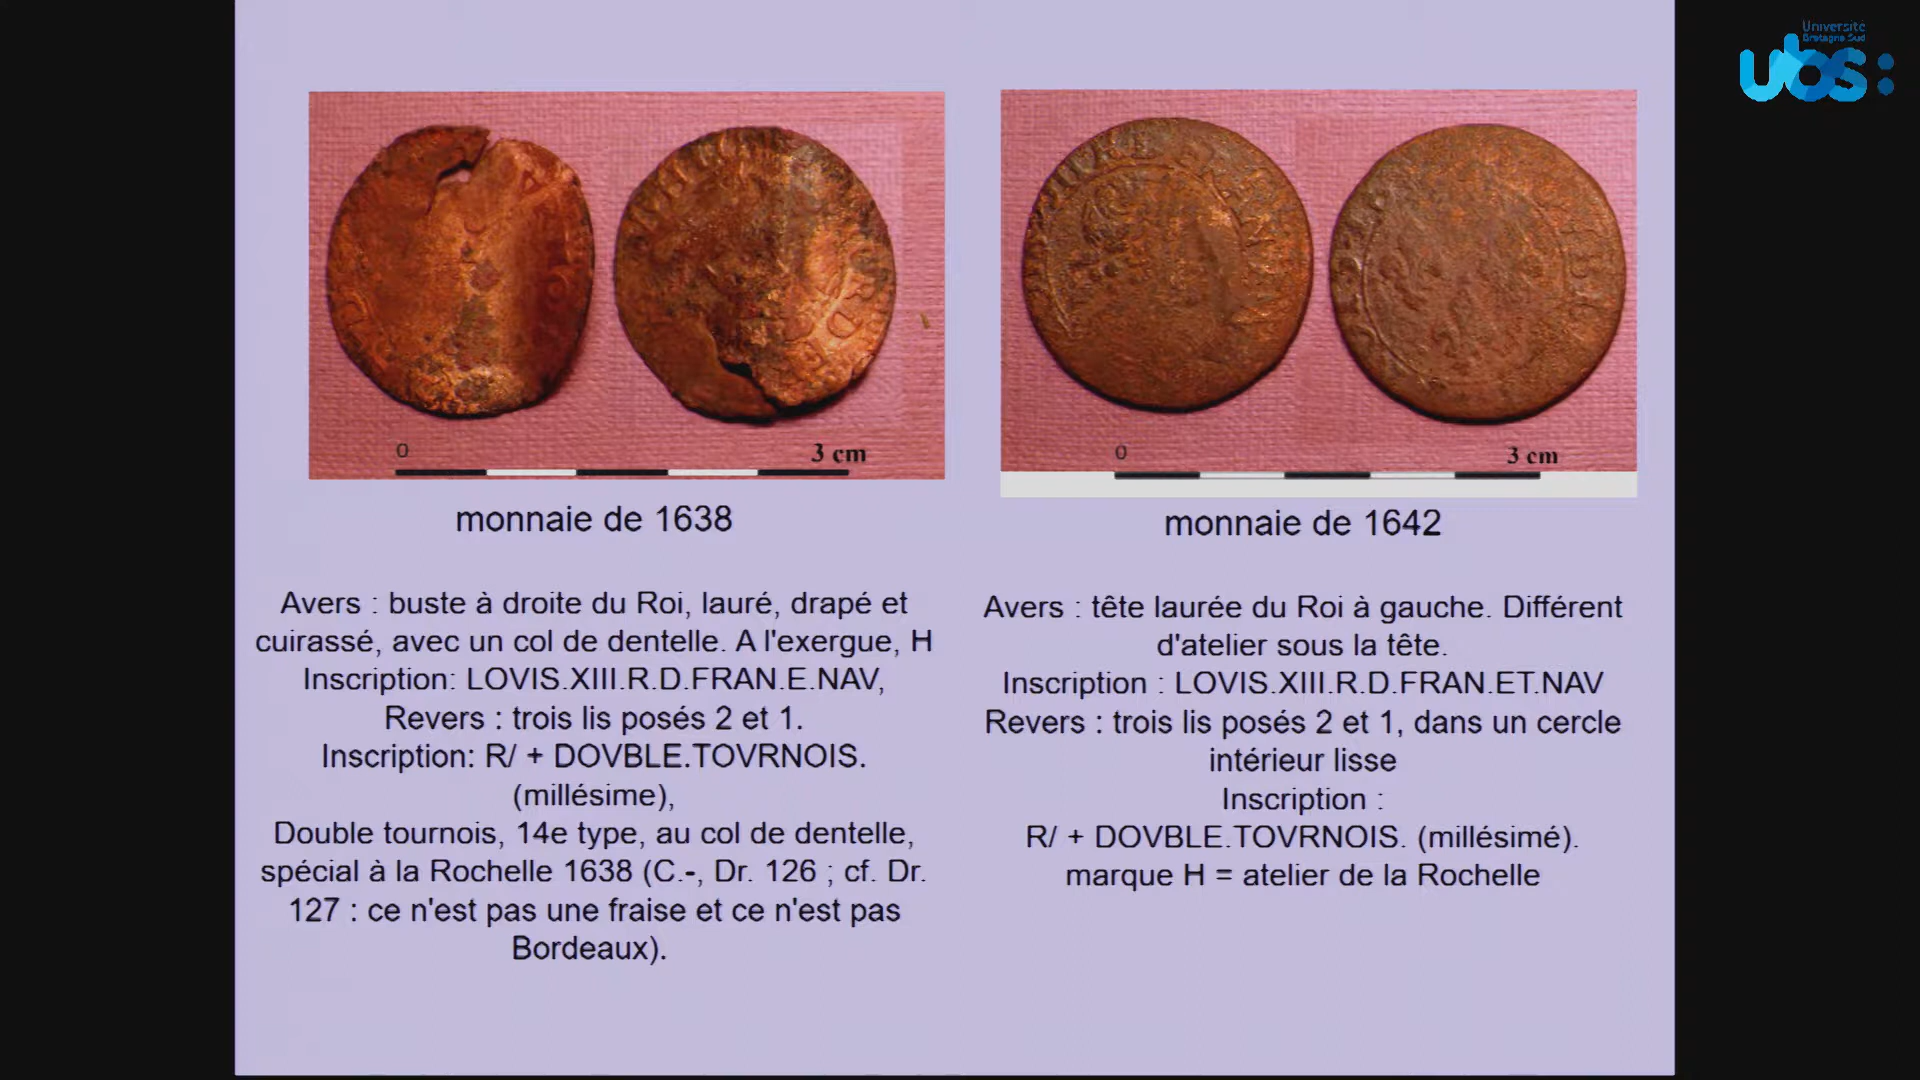 Université
Bretagne Sud
ubs:
0
3 cm
0
3 cm
monnaie de 1638
Avers : buste à droite du Roi, lauré, drapé et
cuirassé, avec un col de dentelle. A l'exergue, H
Inscription: LOVIS.XIII.R.D.FRAN.E.NAV,
Revers : trois lis posés 2 et 1.
Inscription: R/ + DOVBLE.TOVRNOIS.
(millésime),
Double tournois, 14e type, au col de dentelle,
spécial à la Rochelle 1638 (C.-, Dr. 126 ; cf. Dr.
127 : ce n'est pas une fraise et ce n'est pas
Bordeaux).
monnaie de 1642
Avers : tête laurée du Roi à gauche. Différent
d'atelier sous la tête.
Inscription : LOVIS.XIII.R.D.FRAN.ET.NAV
Revers : trois lis posés 2 et 1, dans un cercle
intérieur lisse
Inscription :
R/ + DOVBLE.TOVRNOIS. (millésimé).
marque H = atelier de la Rochelle